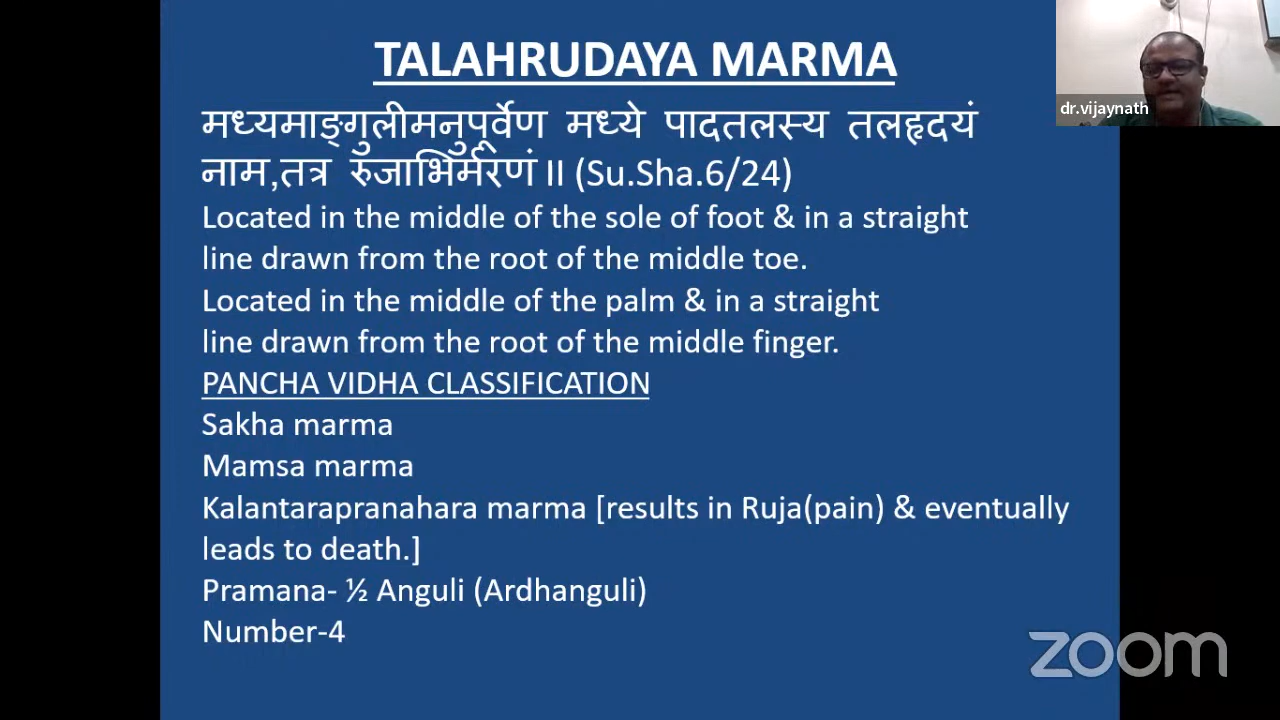 TALAHRUDAYA MARMA
मध्यमाङ्गुलीमनुपूर्वेण मध्ये पादतलस्य तलहृदयं
नाम,तत्र रुजाभिर्मरणं ll (Su.Sha.6/24)
Located in the middle of the sole of foot & in a straight
line drawn from the root of the middle toe.
Located in the middle of the palm & in a straight
line drawn from the root of the middle finger.
PANCHA VIDHA CLASSIFICATION
Sakha marma
Mamsa marma
Kalantarapranahara marma [results in Ruja(pain) & eventually
leads to death.]
Pramana- ½ Anguli (Ardhanguli)
Number-4
dr.vijaynath
zoom